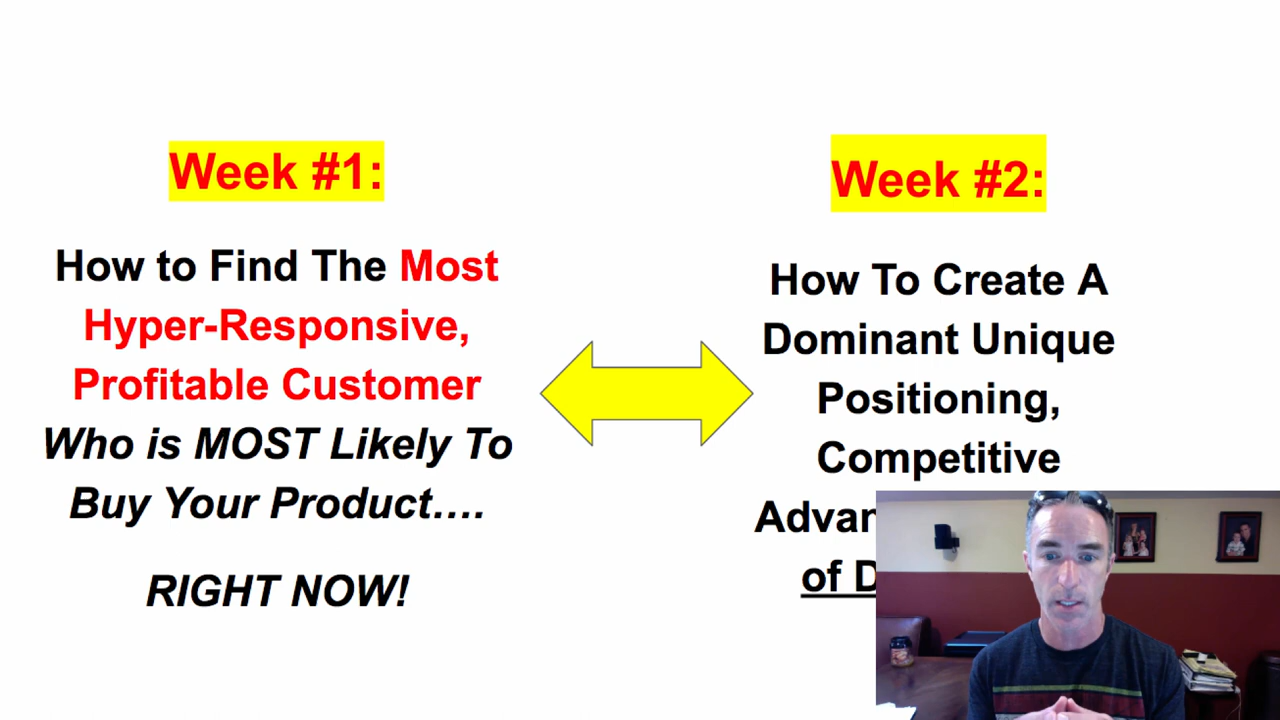 Week #1:
How to Find The Most
Hyper-Responsive,
Profitable Customer
Who is MOST Likely To
Buy Your Product....
RIGHT NOW!
Week #2:
How To Create A
Dominant Unique
Positioning,
Competitive
of